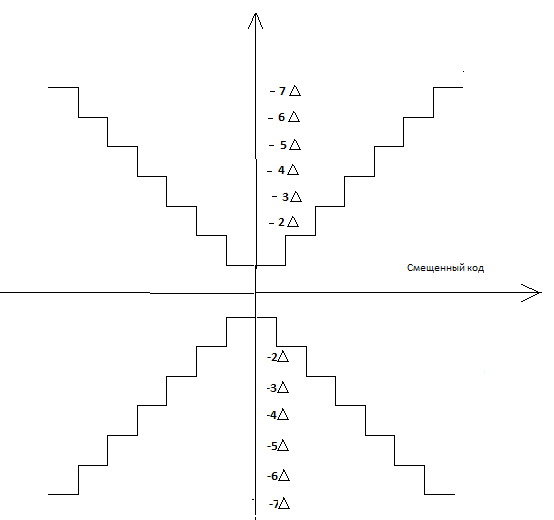 – 7 △
– 6 △
– 5 △
– 4 △
– 3 △
– 2 △
Смещенный код
-2△
-3△
-4△
-5△
-6△
-7△